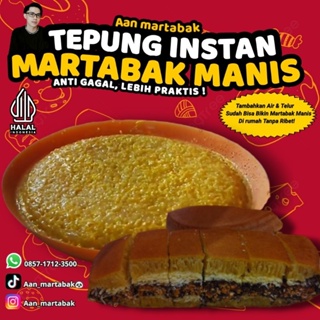 Aan martabak
TEPUNG INSTAN
MARTABAK MANIS
ANTI GAGAL, LEBIH PRAKTIS !
HALAL
INDONESIA
Tambahkan Air & Telur
Sudah Bisa Bikin Martabak Manis
Di rumah Tanpa Ribet!
0857-1712-3500
Aan_martabak
Aan_martabak